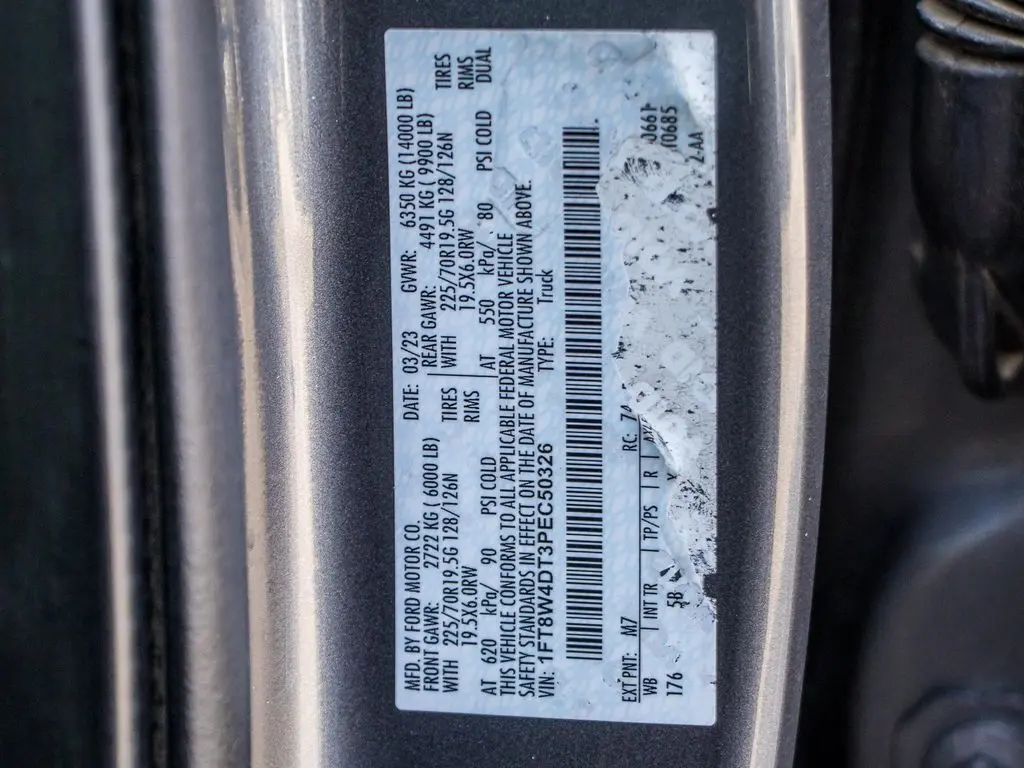 MFD. BY FORD MOTOR CO. DATE: 03/23 GVWR: 6350 KG (14000 LB)
FRONT GAWR: 2722 KG ( 6000 LB) REAR GAWR: 4491 KG ( 9900 LB)
WITH 225/70R19.5G 128/126N TIRES WITH 225/70R19.5G 128/126N TIRES
19.5X6.0RW RIMS 19.5X6.0RW RIMS
AT 620 kPa/ 90 PSI COLD AT 550 kPa/ 80 PSI COLD DUAL
THIS VEHICLE CONFORMS TO ALL APPLICABLE FEDERAL MOTOR VEHICLE
SAFETY STANDARDS IN EFFECT ON THE DATE OF MANUFACTURE SHOWN ABOVE.
VIN: 1FT8W4DT3PEC50326 TYPE: Truck
EXT PNT: M7 RC:
WB INT TR TP/PS R
176 5B